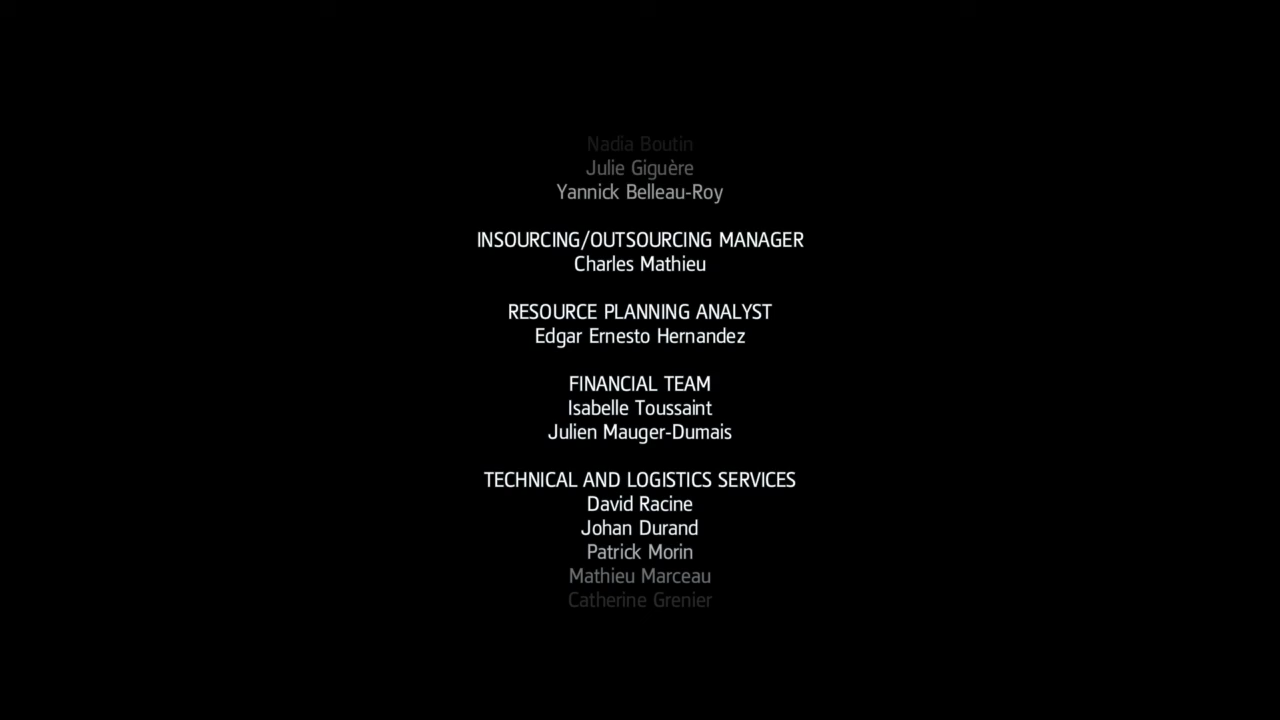 Nadia Boutin
Julie Giguère
Yannick Belleau-Roy
INSOURCING/OUTSOURCING MANAGER
Charles Mathieu
RESOURCE PLANNING ANALYST
Edgar Ernesto Hernandez
FINANCIAL TEAM
Isabelle Toussaint
Julien Mauger-Dumais
TECHNICAL AND LOGISTICS SERVICES
David Racine
Johan Durand
Patrick Morin
Mathieu Marceau
Catherine Grenier